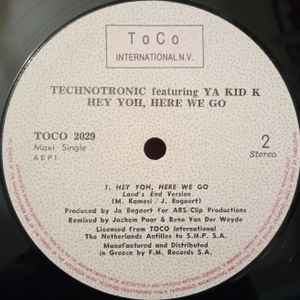 ToCo
INTERNATIONAL N.V.
TECHNOTRONIC featuring YA KID K
HEY YOH, HERE WE GO
TOCO 2029
Maxi Single
AEPI
2
Stereo
1. HEY YOH, HERE WE GO
Land's End Version
(M. Kamosi / J. Bogaert)
Produced by Jo Bogaert for ARS/Clip Productions
Remixed by Jochem Paar & Rene Van Der Weyde
Licensed from TOCO International
The Netherlands Antilles to S.M.P. S.A.
Manufactured and Distributed
in Greece by F.M. Records S.A.